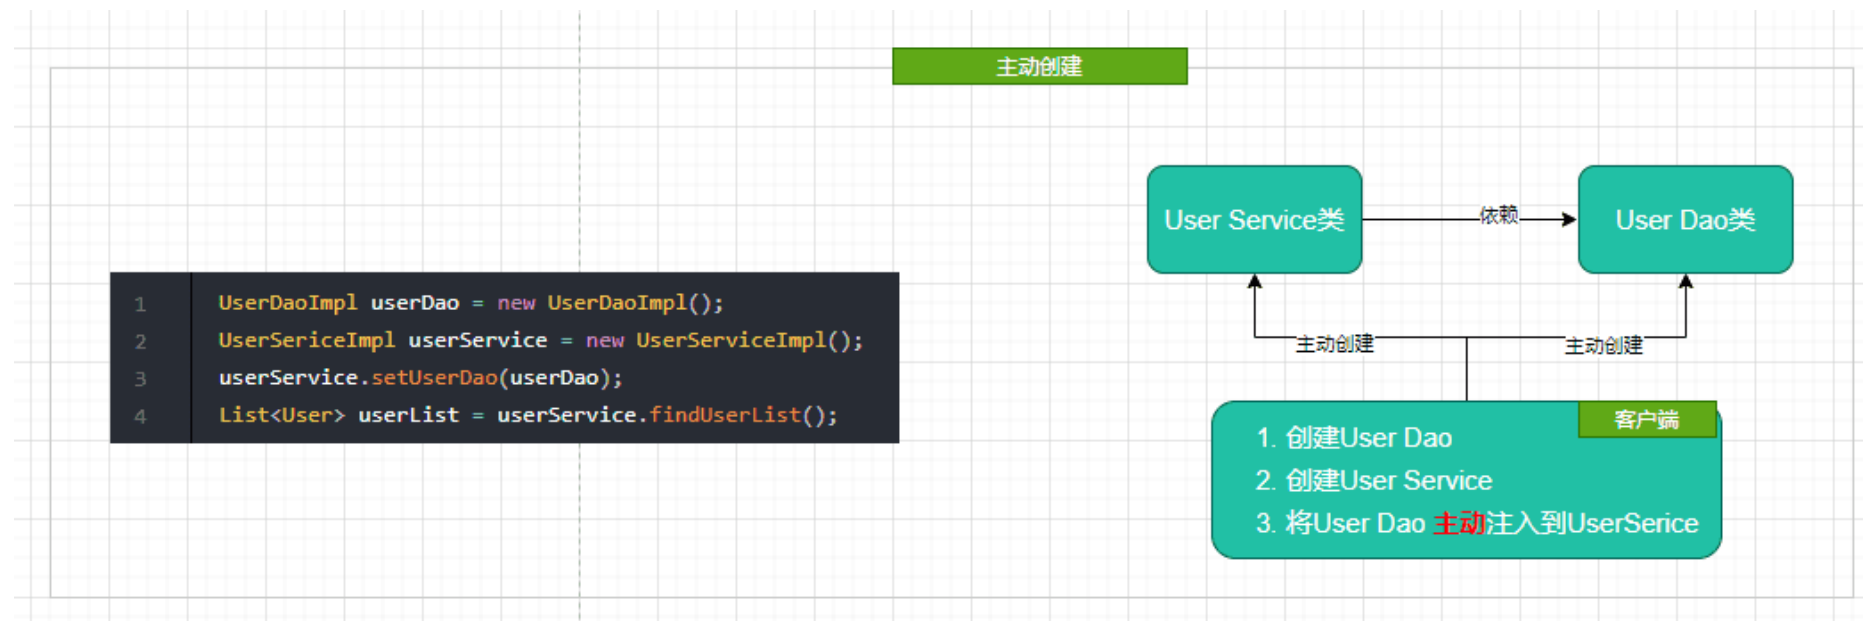 主动创建
User Service类
依赖
User Dao类
1 UserDaoImpl userDao = new UserDaoImpl();
2 UserSericeImpl userService = new UserServiceImpl();
3 userService.setUserDao(userDao);
4 List<User> userList = userService.findUserList();
主动创建
主动创建
客户端
1. 创建User Dao
2. 创建User Service
3. 将User Dao 主动注入到UserSerice